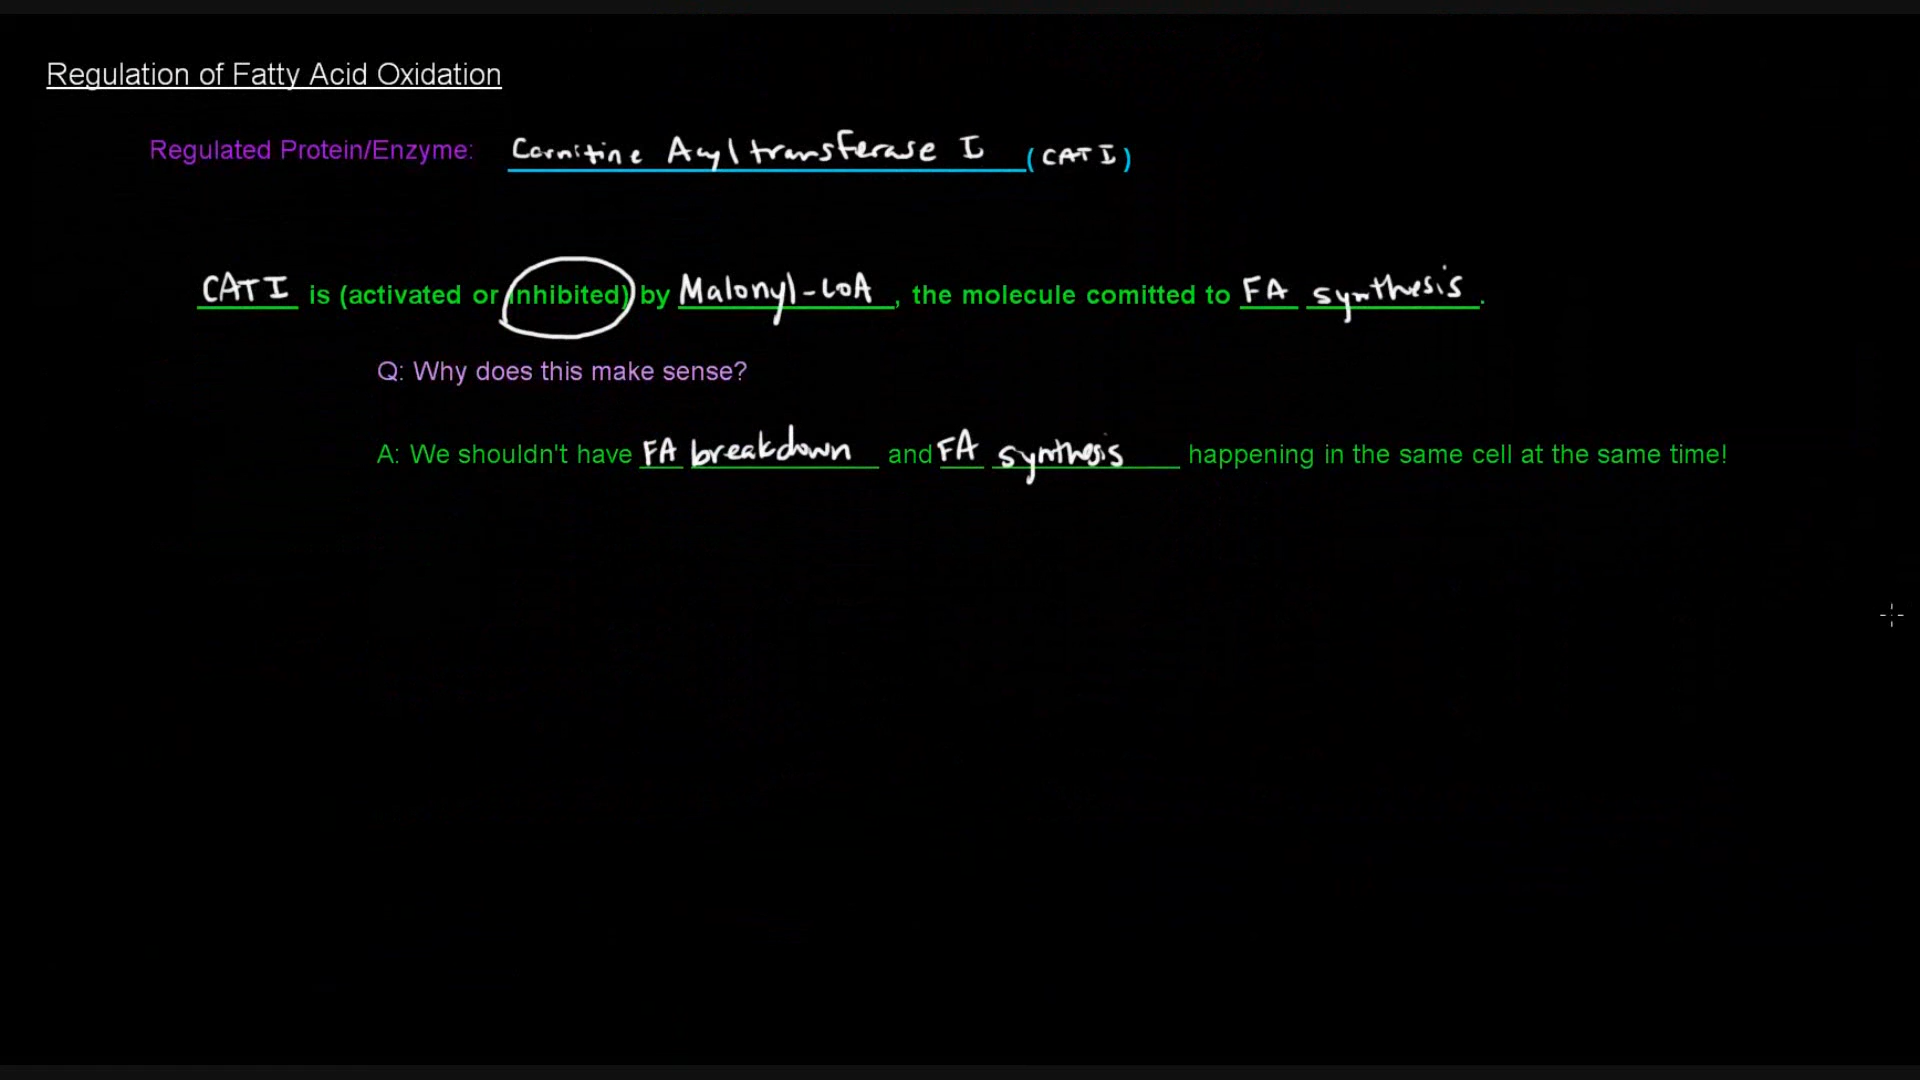 Regulation of Fatty Acid Oxidation
Regulated Protein/Enzyme: Carnitine Acyltransferase I (CAT I)
CAT I is (activated or inhibited) by Malonyl-CoA, the molecule comitted to FA synthesis.
Q: Why does this make sense?
A: We shouldn't have FA breakdown and FA synthesis happening in the same cell at the same time!